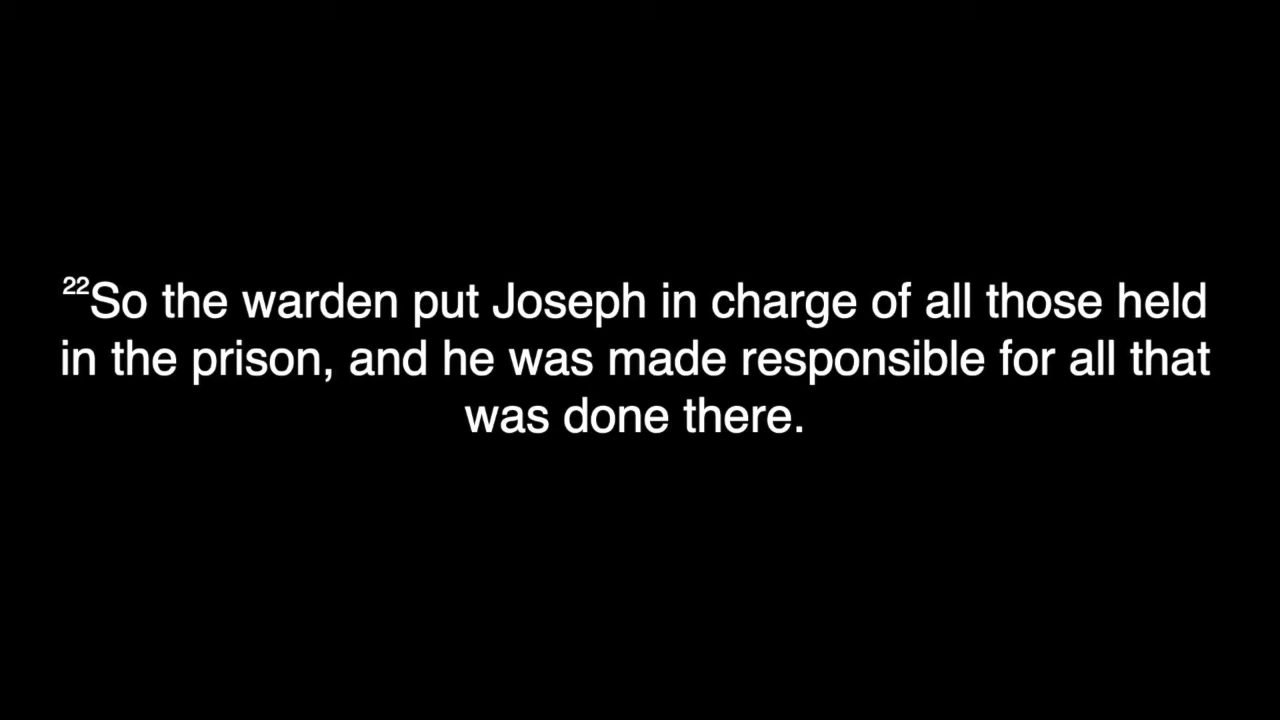 ²²So the warden put Joseph in charge of all those held
in the prison, and he was made responsible for all that
was done there.